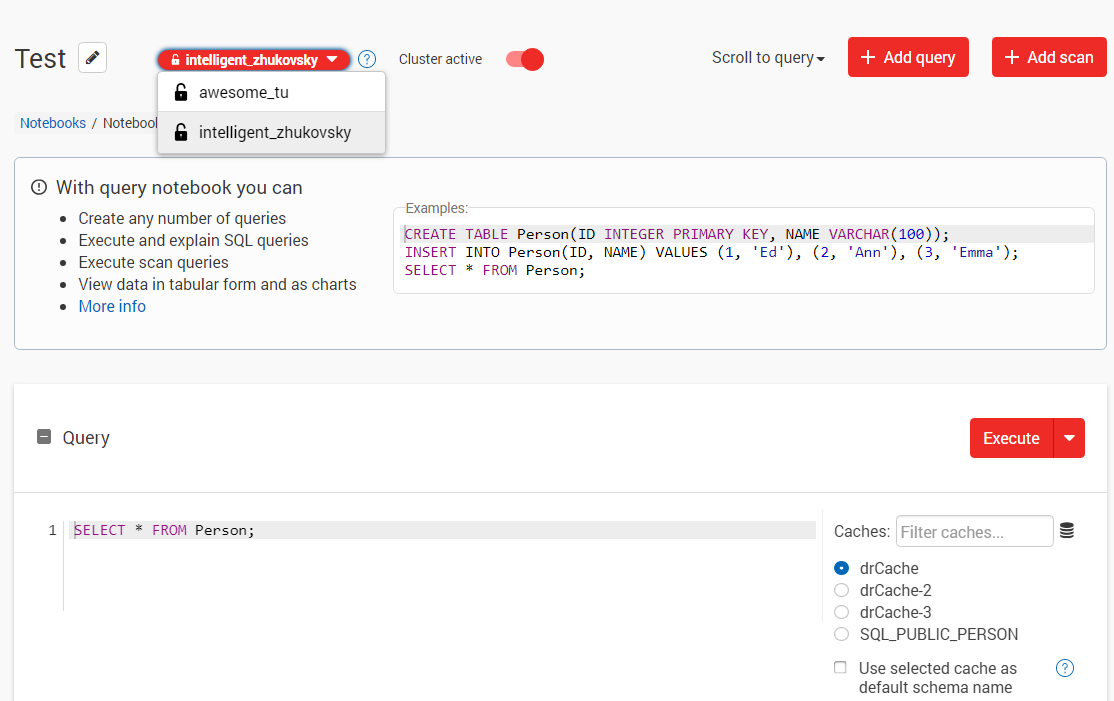 Test
intelligent_zhukovsky
?
Cluster active
Scroll to query
+ Add query
+ Add scan
awesome_tu
intelligent_zhukovsky
Notebooks / Notebook
With query notebook you can
• Create any number of queries
• Execute and explain SQL queries
• Execute scan queries
• View data in tabular form and as charts
• More info
Examples:
CREATE TABLE Person(ID INTEGER PRIMARY KEY, NAME VARCHAR(100));
INSERT INTO Person(ID, NAME) VALUES (1, 'Ed'), (2, 'Ann'), (3, 'Emma');
SELECT * FROM Person;
Query
Execute
1 SELECT * FROM Person;
Caches: Filter caches...
drCache
drCache-2
drCache-3
SQL_PUBLIC_PERSON
Use selected cache as
default schema name
?